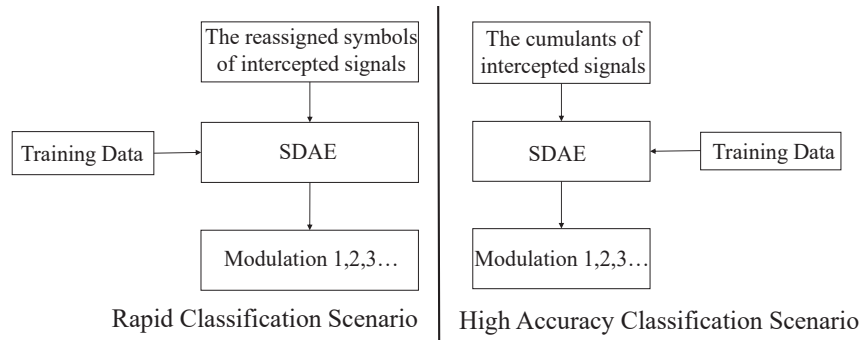 The reassigned symbols
of intercepted signals
Training Data
SDAE
Modulation 1,2,3…
Rapid Classification Scenario
The cumulants of
intercepted signals
SDAE
Training Data
Modulation 1,2,3…
High Accuracy Classification Scenario